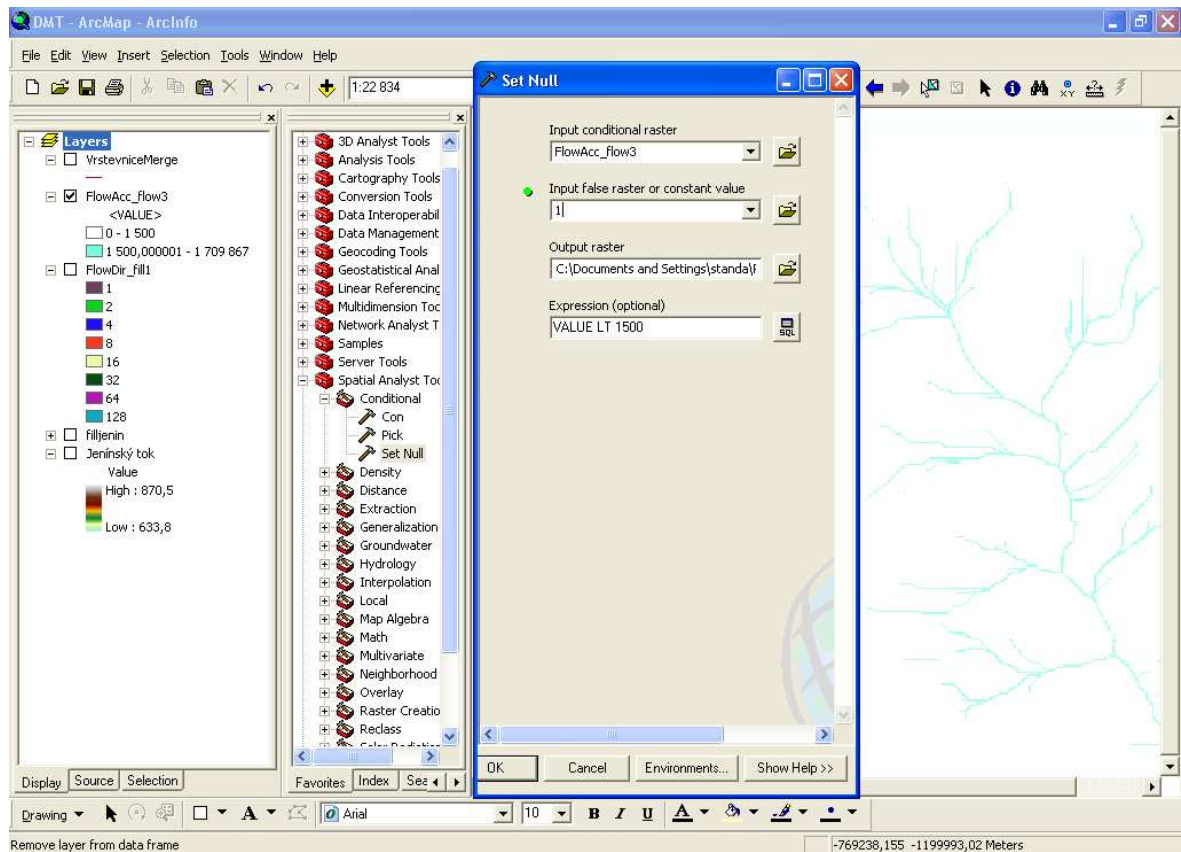 DMT - ArcMap - ArcInfo
File Edit View Insert Selection Tools Window Help
1:22 834
Layers
VrstevniceMerge
FlowAcc_flow3
<VALUE>
0 - 1 500
1 500,000001 - 1 709 867
FlowDir_fill1
1
2
4
8
16
32
64
128
filljenin
Jenínský tok
Value
High : 870,5
Low : 633,8
Display Source Selection
3D Analyst Tools
Analysis Tools
Cartography Tools
Conversion Tools
Data Interoperabil
Data Management
Geocoding Tools
Geostatistical Anal
Linear Referencing
Multidimension Toc
Network Analyst T
Samples
Server Tools
Spatial Analyst Too
Conditional
Con
Pick
Set Null
Density
Distance
Extraction
Generalization
Groundwater
Hydrology
Interpolation
Local
Map Algebra
Math
Multivariate
Neighborhood
Overlay
Raster Creatio
Reclass
Favorites Index Sea
Set Null
Input conditional raster
FlowAcc_flow3
Input false raster or constant value
1
Output raster
C:\Documents and Settings\standa\
Expression (optional)
VALUE LT 1500
SQL
OK Cancel Environments... Show Help >>
XY
Drawing A Arial 10 B I U A
Remove layer from data frame
-769238,155 -1199993,02 Meters